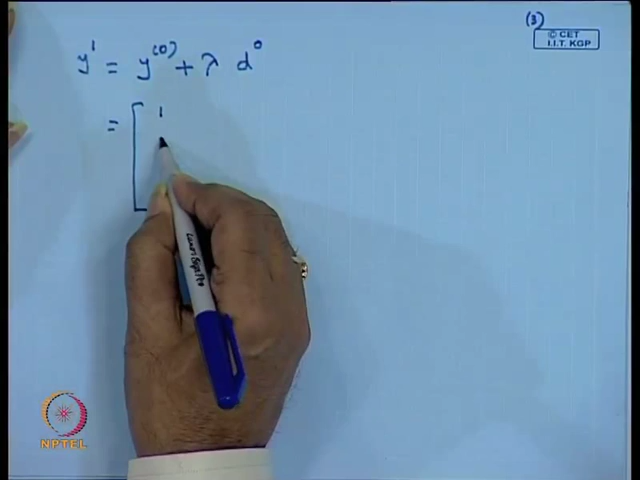 (3)
© CET
I.I.T. KGP
y¹ = y⁽⁰⁾ + λ d⁰
= [ 1
NPTEL